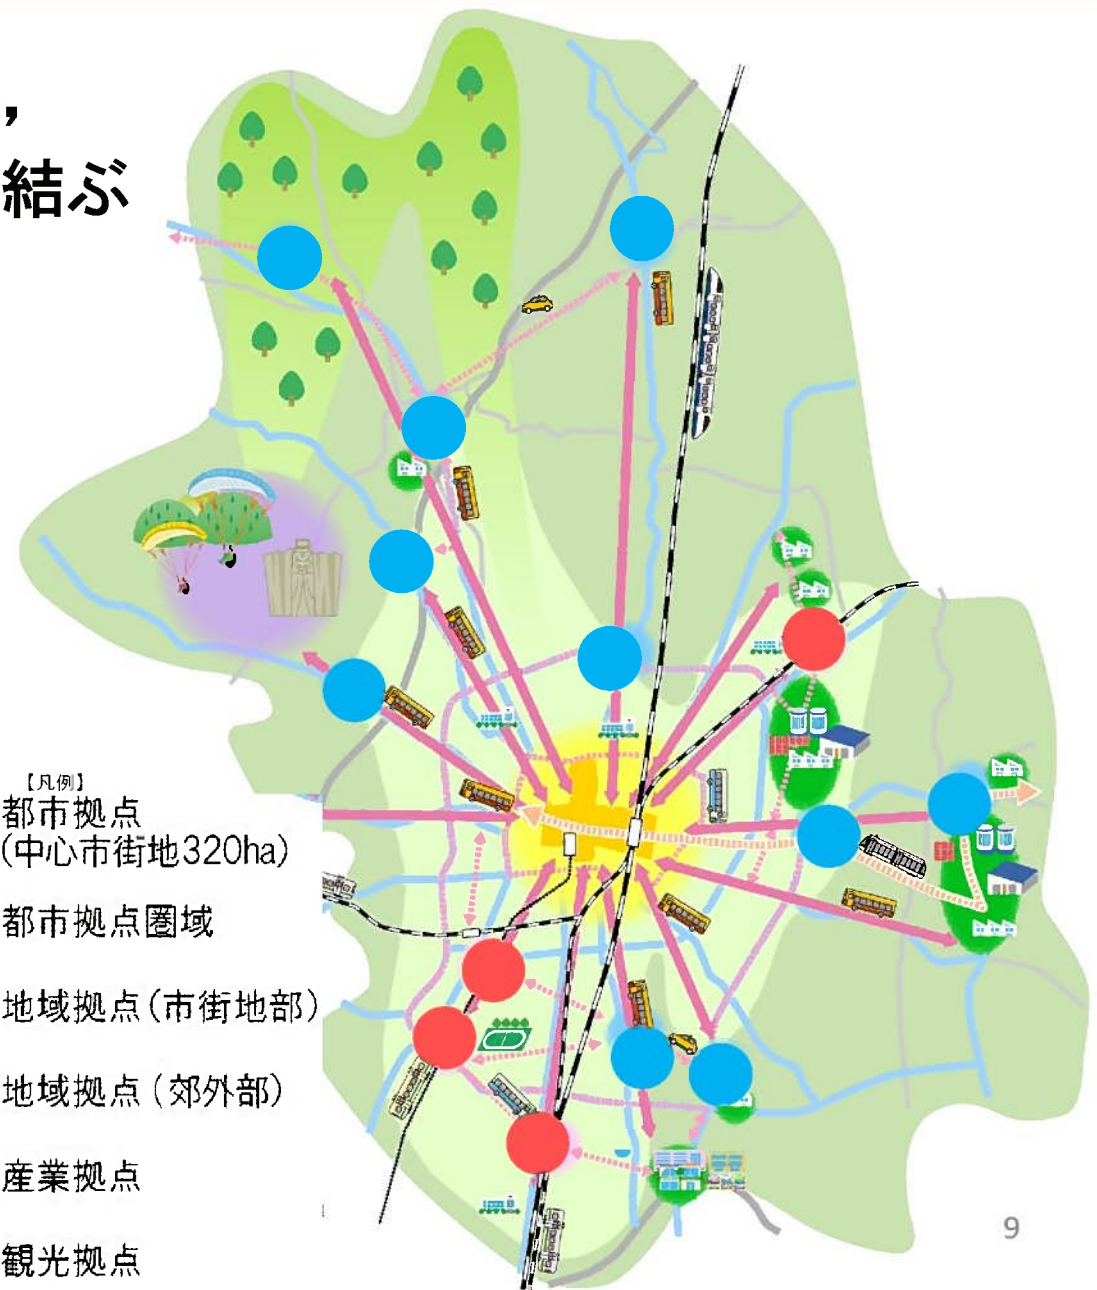 ，
結ぶ
【凡例】
都市拠点
(中心市街地320ha)
都市拠点圏域
地域拠点(市街地部)
地域拠点(郊外部)
産業拠点
観光拠点
9